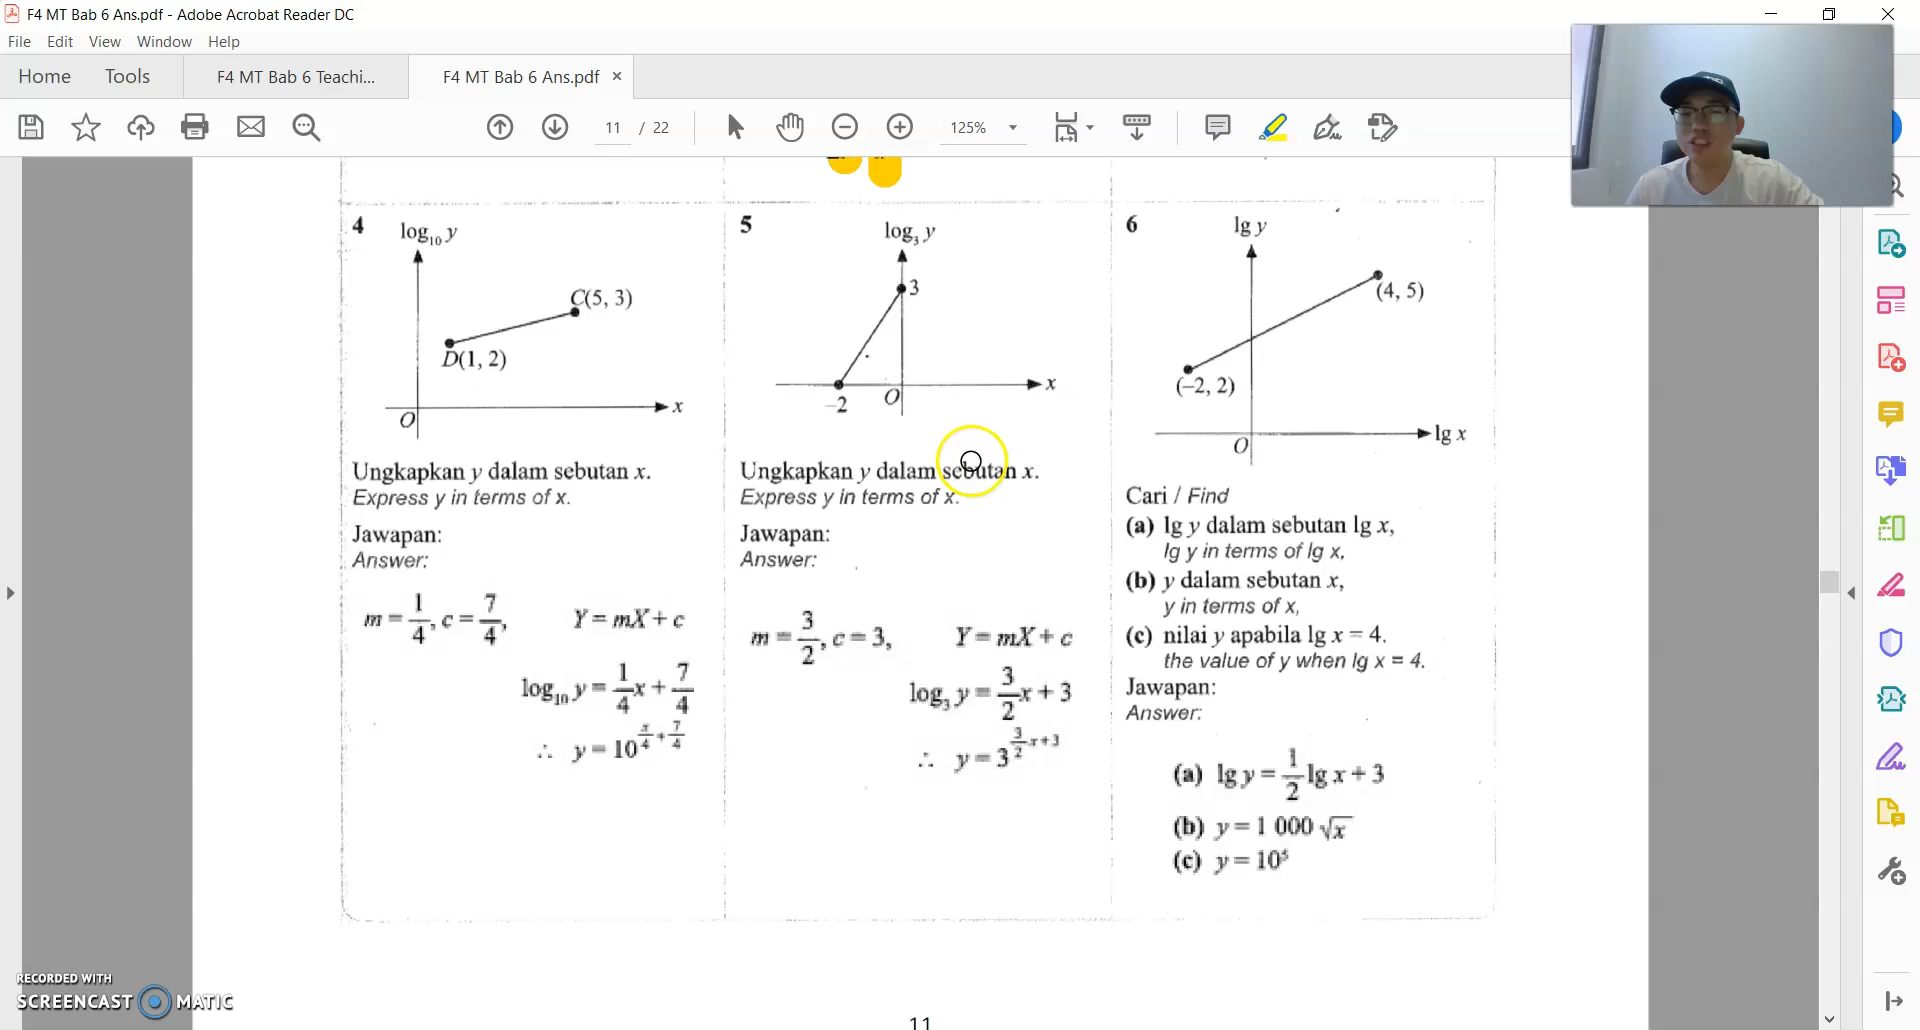 F4 MT Bab 6 Ans.pdf - Adobe Acrobat Reader DC
File Edit View Window Help
Home Tools F4 MT Bab 6 Teachi... F4 MT Bab 6 Ans.pdf ×
11 / 22 125%
4
log₁₀ y
C(5, 3)
D(1, 2)
O
x
Ungkapkan y dalam sebutan x.
Express y in terms of x.
Jawapan:
Answer:
m = 1/4, c = 7/4, Y = mX + c
log₁₀ y = 1/4 x + 7/4
∴ y = 10^(x/4 + 7/4)
5
log₃ y
3
-2
O
x
Ungkapkan y dalam sebutan x.
Express y in terms of x.
Jawapan:
Answer:
m = 3/2, c = 3, Y = mX + c
log₃ y = 3/2 x + 3
∴ y = 3^(3/2 x + 3)
6
lg y
(4, 5)
(–2, 2)
O
lg x
Cari / Find
(a) lg y dalam sebutan lg x,
lg y in terms of lg x,
(b) y dalam sebutan x,
y in terms of x,
(c) nilai y apabila lg x = 4.
the value of y when lg x = 4.
Jawapan:
Answer:
(a) lg y = 1/2 lg x + 3
(b) y = 1 000 √x
(c) y = 10⁵
11
RECORDED WITH
SCREENCAST MATIC